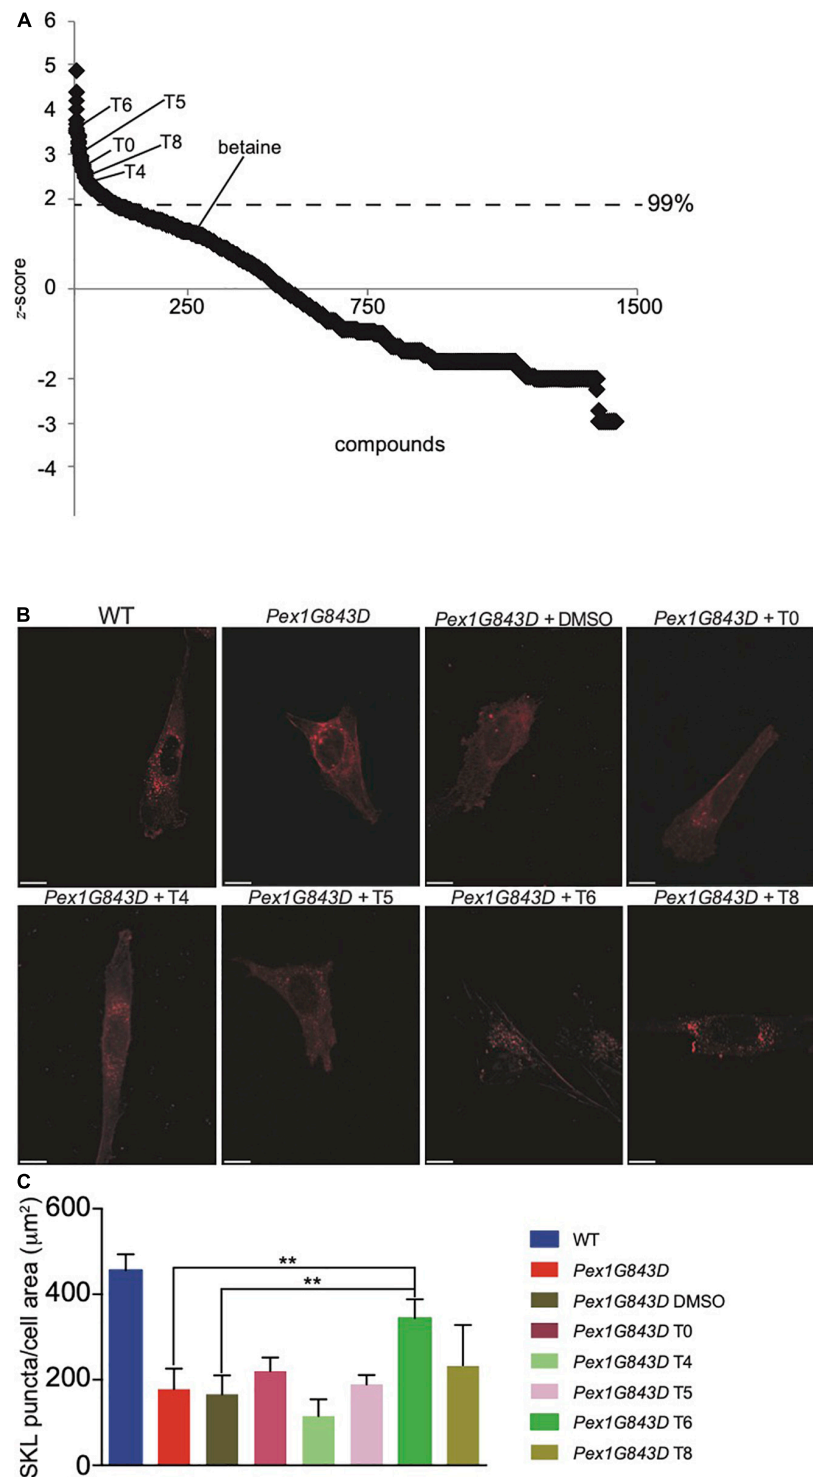 A
6
5
4
3
2
0
-2
-3
-4
z-score
T6
T5
T0
T8
T4
betaine
99%
250
750
1500
compounds
B
WT
Pex1G843D
Pex1G843D + DMSO
Pex1G843D + T0
Pex1G843D + T4
Pex1G843D + T5
Pex1G843D + T6
Pex1G843D + T8
C
SKL puncta/cell area (μm²)
600
400
200
0
**
**
WT
Pex1G843D
Pex1G843D DMSO
Pex1G843D T0
Pex1G843D T4
Pex1G843D T5
Pex1G843D T6
Pex1G843D T8